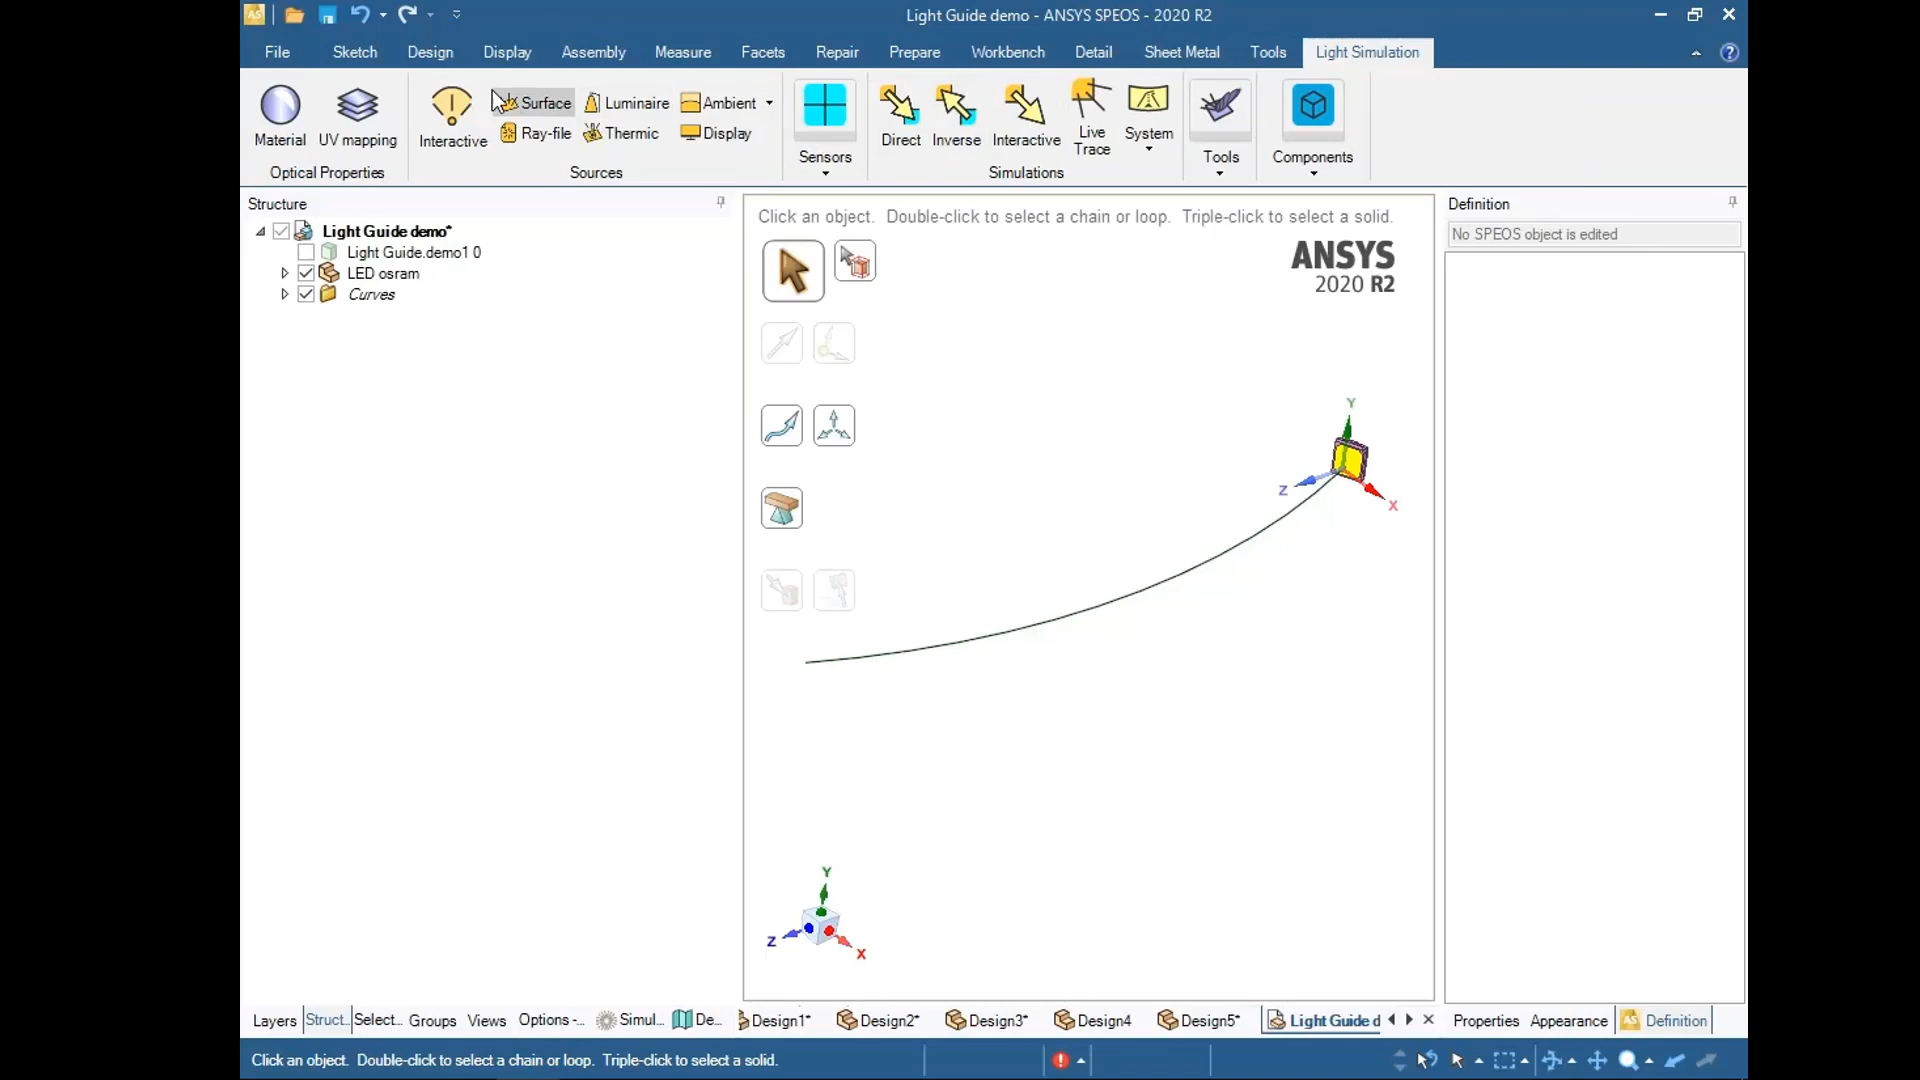 Light Guide demo - ANSYS SPEOS - 2020 R2
File Sketch Design Display Assembly Measure Facets Repair Prepare Workbench Detail Sheet Metal Tools Light Simulation
Material UV mapping
Optical Properties
Interactive Surface Luminaire Ambient
Ray-file Thermic Display
Sources
Sensors
Direct Inverse Interactive Live Trace System
Simulations
Tools
Components
Structure
Light Guide demo*
Light Guide.demo1 0
LED osram
Curves
Click an object. Double-click to select a chain or loop. Triple-click to select a solid.
ANSYS
2020 R2
Y
Z
X
Y
Z
X
Definition
No SPEOS object is edited
Layers Struct... Select... Groups Views Options -... Simul... De...
Design1* Design2* Design3* Design4 Design5* Light Guide d
Properties Appearance Definition
Click an object. Double-click to select a chain or loop. Triple-click to select a solid.